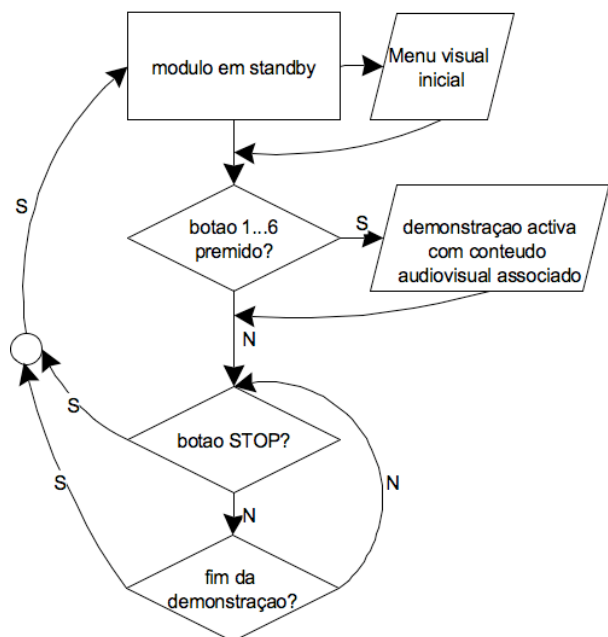 modulo em standby
Menu visual
inicial
S
botao 1...6
premido?
S
demonstraçao activa
com conteudo
audiovisual associado
N
S
botao STOP?
S
N
N
fim da
demonstraçao?